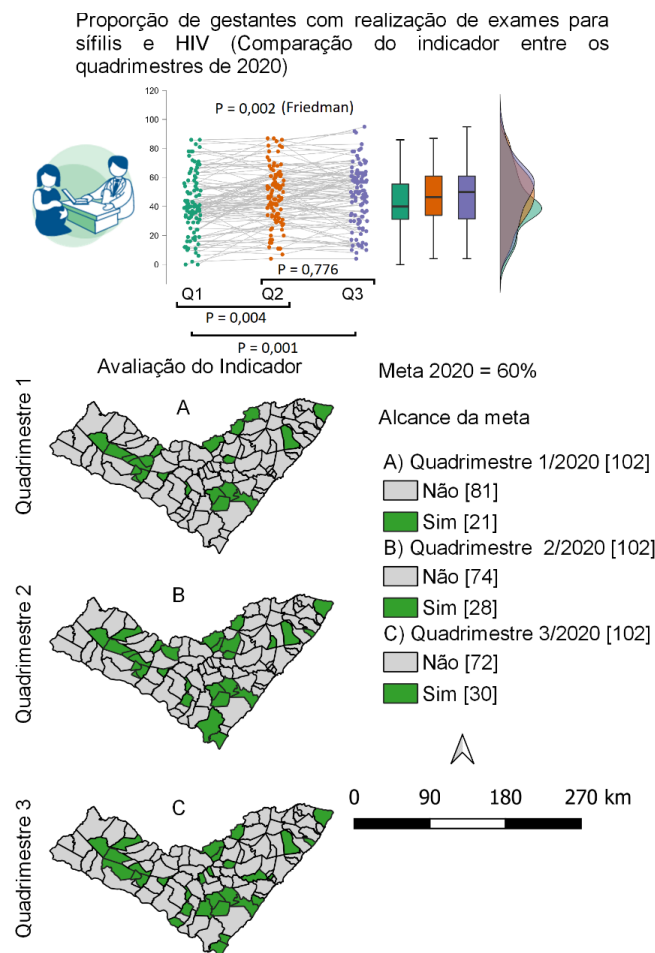 Proporção de gestantes com realização de exames para
sífilis e HIV (Comparação do indicador entre os
quadrimestres de 2020)
120
100
80
60
40
20
0
P = 0,002 (Friedman)
P = 0,776
Q1 Q2 Q3
P = 0,004
P = 0,001
Avaliação do Indicador
Quadrimestre 1
A
Quadrimestre 2
B
Quadrimestre 3
C
Meta 2020 = 60%
Alcance da meta
A) Quadrimestre 1/2020 [102]
Não [81]
Sim [21]
B) Quadrimestre 2/2020 [102]
Não [74]
Sim [28]
C) Quadrimestre 3/2020 [102]
Não [72]
Sim [30]
0 90 180 270 km